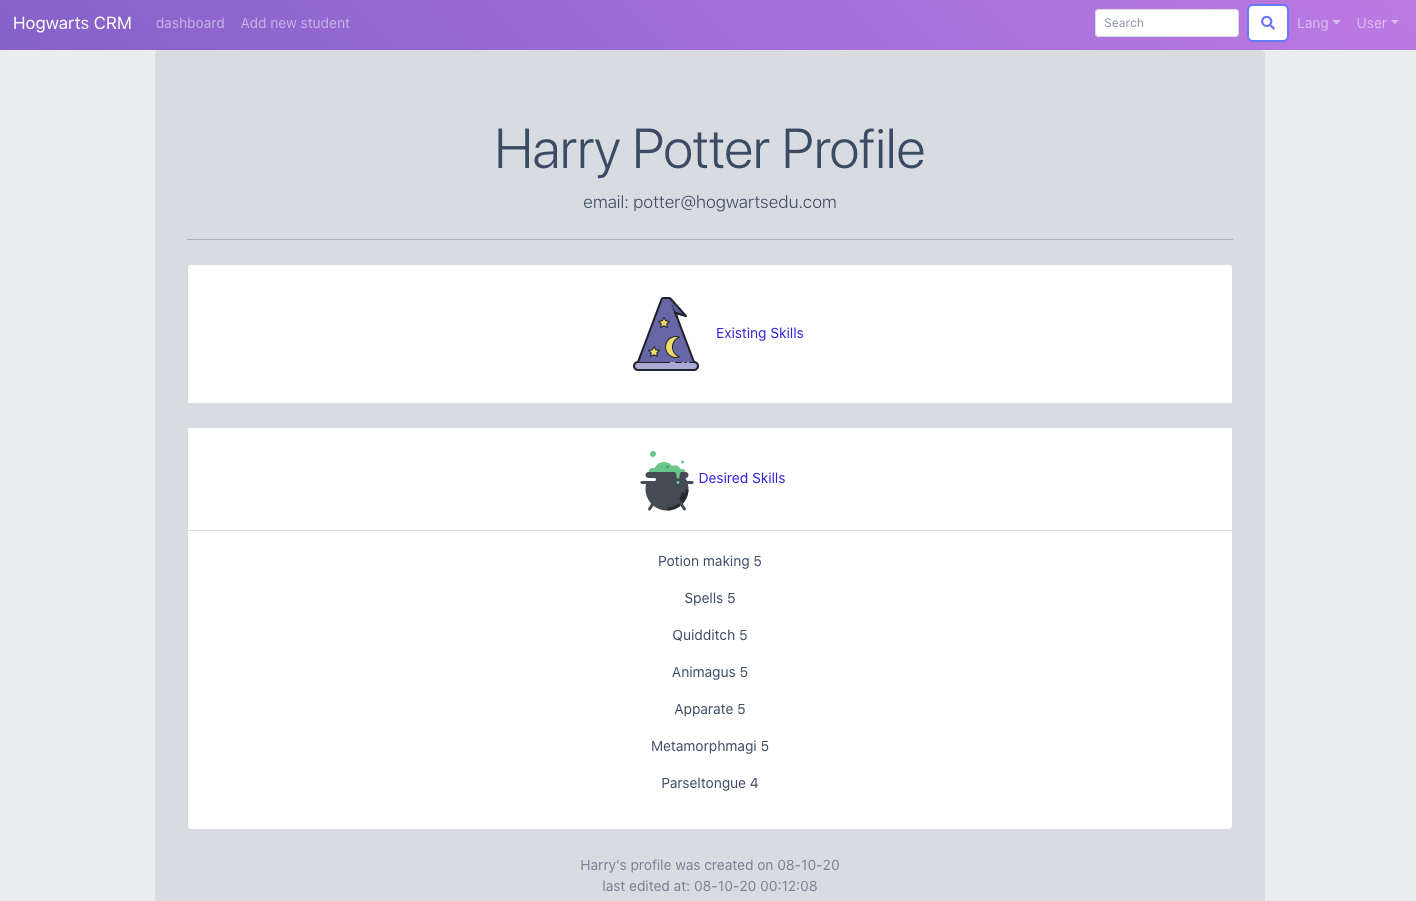 Hogwarts CRM dashboard Add new student Search Lang User
Harry Potter Profile
email: potter@hogwartsedu.com
Existing Skills
Desired Skills
Potion making 5
Spells 5
Quidditch 5
Animagus 5
Apparate 5
Metamorphmagi 5
Parseltongue 4
Harry's profile was created on 08-10-20
last edited at: 08-10-20 00:12:08